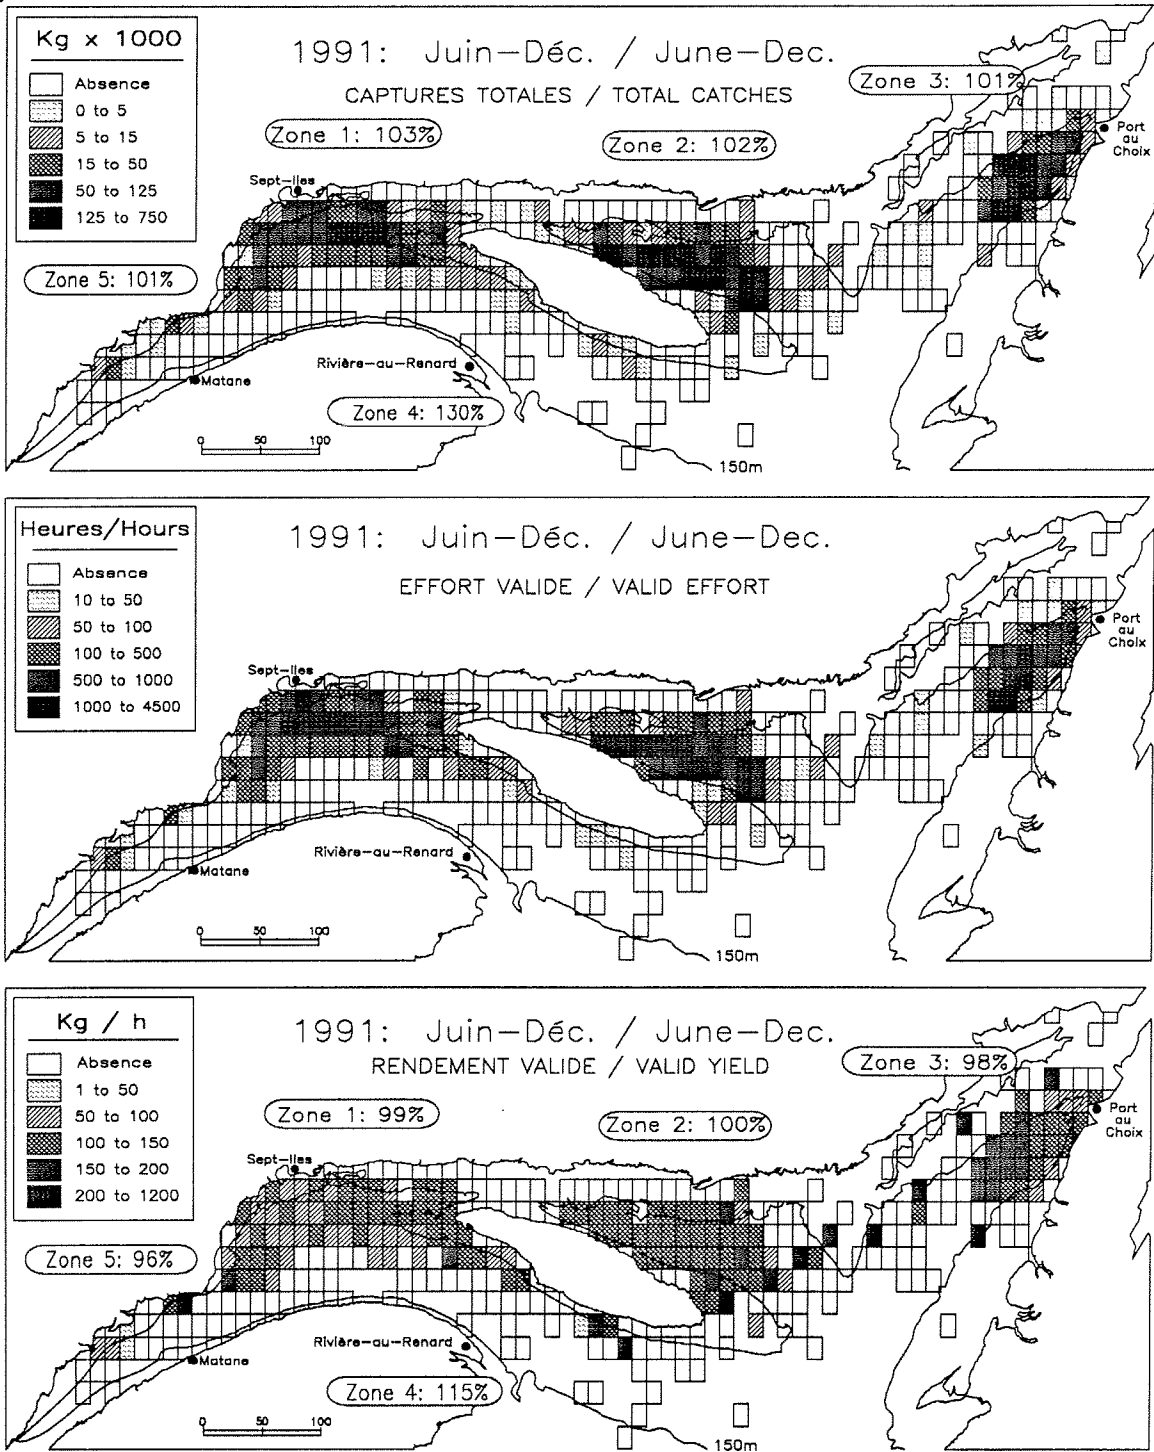 Kg x 1000
Absence
0 to 5
5 to 15
15 to 50
50 to 125
125 to 750
1991: Juin-Déc. / June-Dec.
CAPTURES TOTALES / TOTAL CATCHES
Zone 3: 101%
Zone 1: 103%
Zone 2: 102%
Port
au
Choix
Sept-Iles
Zone 5: 101%
Rivière-au-Renard
Matane
Zone 4: 130%
0 50 100
150m
Heures/Hours
Absence
10 to 50
50 to 100
100 to 500
500 to 1000
1000 to 4500
1991: Juin-Déc. / June-Dec.
EFFORT VALIDE / VALID EFFORT
Port
au
Choix
Sept-Iles
Rivière-au-Renard
Matane
0 50 100
150m
Kg / h
Absence
1 to 50
50 to 100
100 to 150
150 to 200
200 to 1200
1991: Juin-Déc. / June-Dec.
RENDEMENT VALIDE / VALID YIELD
Zone 3: 98%
Zone 1: 99%
Zone 2: 100%
Port
au
Choix
Sept-Iles
Zone 5: 96%
Rivière-au-Renard
Matane
Zone 4: 115%
0 50 100
150m